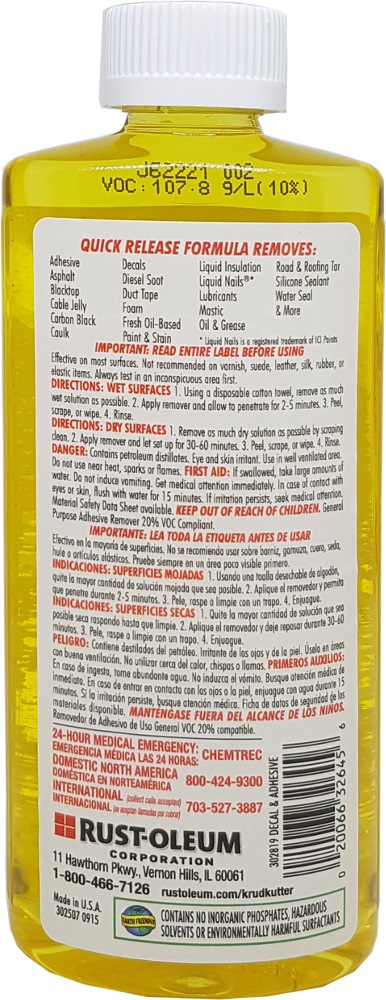 J62221 002
VOC:107.8 g/L(10%)
QUICK RELEASE FORMULA REMOVES:
Adhesive
Asphalt
Blacktop
Cable Jelly
Carbon Black
Caulk
Decals
Diesel Soot
Duct Tape
Foam
Fresh Oil-Based
Paint & Stain
Liquid Insulation
Liquid Nails®*
Lubricants
Mastic
Oil & Grease
Road & Roofing Tar
Silicone Sealant
Water Seal
& More
* Liquid Nails is a registered trademark of ICI Paints
IMPORTANT: READ ENTIRE LABEL BEFORE USING
Effective on most surfaces. Not recommended on varnish, suede, leather, silk, rubber, or
elastic items. Always test in an inconspicuous area first.
DIRECTIONS: WET SURFACES 1. Using a disposable cotton towel, remove as much
wet solution as possible. 2. Apply remover and allow to penetrate for 2-5 minutes. 3. Peel,
scrape, or wipe. 4. Rinse.
DIRECTIONS: DRY SURFACES 1. Remove as much dry solution as possible by scraping
clean. 2. Apply remover and let set up for 30-60 minutes. 3. Peel, scrape, or wipe. 4. Rinse.
DANGER: Contains petroleum distillates. Eye and skin irritant. Use in well ventilated area.
Do not use near heat, sparks or flames. FIRST AID: If swallowed, take large amounts of
water. Do not induce vomiting. Get medical attention immediately. In case of contact with
eyes or skin, flush with water for 15 minutes. If irritation persists, seek medical attention.
Material Safety Data Sheet available. KEEP OUT OF REACH OF CHILDREN. General
Purpose Adhesive Remover 20% VOC Compliant.
IMPORTANTE: LEA TODA LA ETIQUETA ANTES DE USAR
Efectivo en la mayoría de superficies. No se recomienda usar sobre barniz, gamuza, cuero, seda,
hule o artículos elásticos. Pruebe siempre en un área poco visible primero.
INDICACIONES: SUPERFICIES MOJADAS 1. Usando una toalla desechable de algodón,
quite la mayor cantidad de solución mojada que sea posible. 2. Aplique el removedor y permita
que penetre durante 2-5 minutos. 3. Pele, raspe o limpie con un trapo. 4. Enjuague.
INDICACIONES: SUPERFICIES SECAS 1. Quite la mayor cantidad de solución que sea
posible seca raspando hasta que limpie. 2. Aplique el removedor y deje reposar durante 30-60
minutos. 3. Pele, raspe o limpie con un trapo. 4. Enjuague.
PELIGRO: Contiene destilados del petróleo. Irritante de los ojos y de la piel. Úselo en áreas
con buena ventilación. No utilizar cerca del calor, chispas o llamas. PRIMEROS AUXILIOS:
En caso de ingesta, tome abundante agua. No induzca el vómito. Busque atención médica de
inmediato. En caso de entrar en contacto con los ojos o la piel, enjuague con agua durante 15
minutos. Si la irritación persiste, busque atención médica. Ficha de datos de seguridad de los
materiales disponible. MANTÉNGASE FUERA DEL ALCANCE DE LOS NIÑOS.
Removedor de Adhesivo de Uso General VOC 20% compatible.
24-HOUR MEDICAL EMERGENCY: CHEMTREC
EMERGENCIA MÉDICA LAS 24 HORAS:
DOMESTIC NORTH AMERICA 800-424-9300
DOMÉSTICA EN NORTEAMÉRICA
INTERNATIONAL (collect calls accepted) 703-527-3887
INTERNACIONAL (se aceptan llamadas por cobrar)
RUST-OLEUM
CORPORATION
11 Hawthorn Pkwy., Vernon Hills, IL 60061
1-800-466-7126 rustoleum.com/krudkutter
302819 DECAL & ADHESIVE
0 20066 32645 6
Made in U.S.A.
302507 0915
EARTH FRIENDLY
CONTAINS NO INORGANIC PHOSPHATES, HAZARDOUS
SOLVENTS OR ENVIRONMENTALLY HARMFUL SURFACTANTS